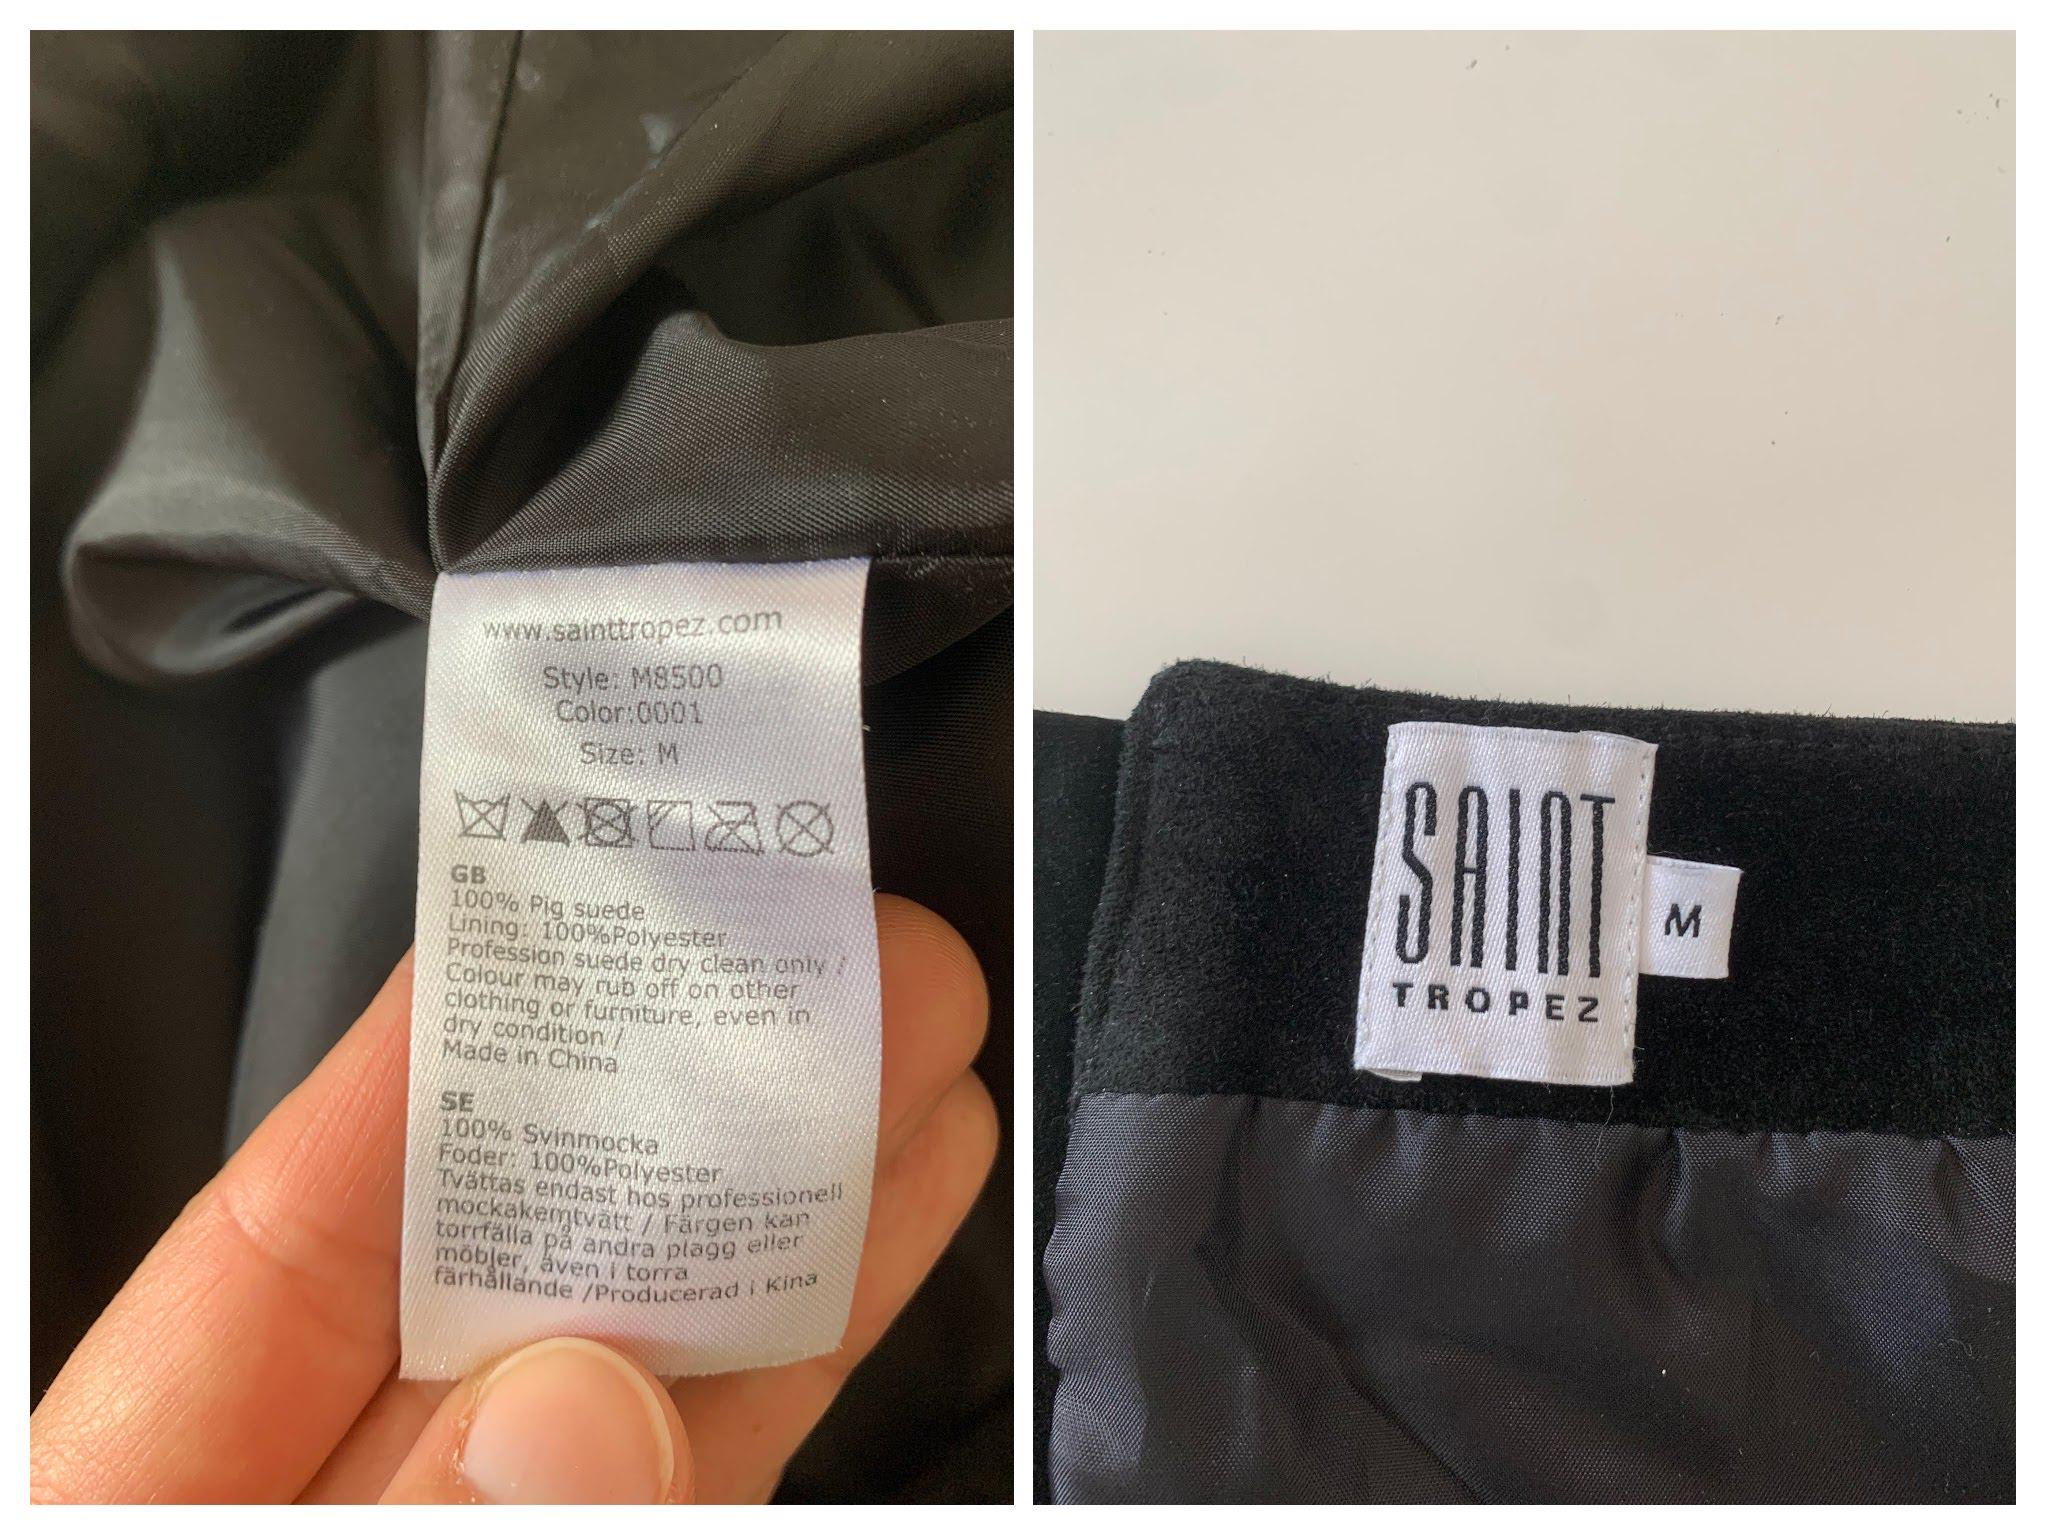 www.sainttropez.com
Style: M8500
Color:0001
Size: M
GB
100% Pig suede
Lining: 100%Polyester
Profession suede dry clean only /
Colour may rub off on other
clothing or furniture, even in
dry condition /
Made in China
SE
100% Svinmocka
Foder: 100%Polyester
Tvättas endast hos professionell
mockakemtvätt / Färgen kan
torrfälla på andra plagg eller
möbler, även i torra
färhållande /Producerad i Kina
SAINT
TROPEZ
M